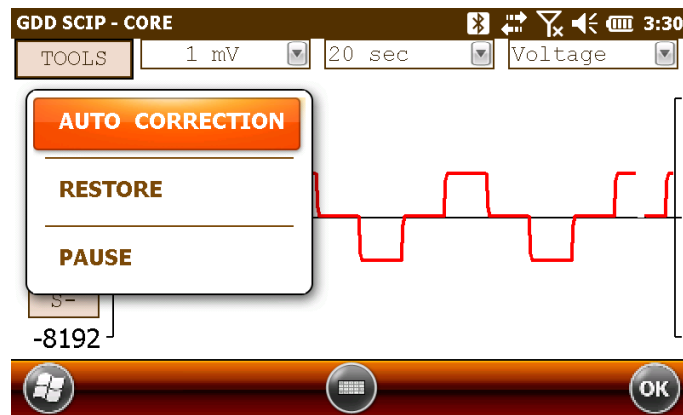 GDD SCIP - CORE 3:30
TOOLS 1 mV 20 sec Voltage
AUTO CORRECTION
RESTORE
PAUSE
S-
-8192
OK